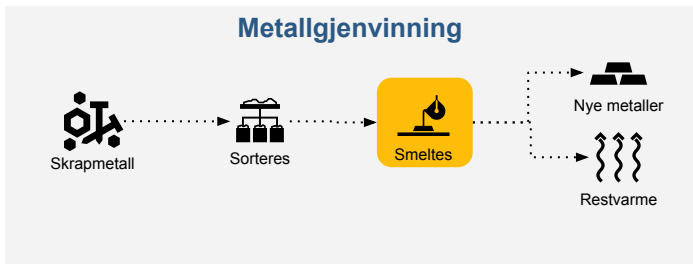 Metallgjenvinning
Skrapmetall
Sorteres
Smeltes
Nye metaller
Restvarme